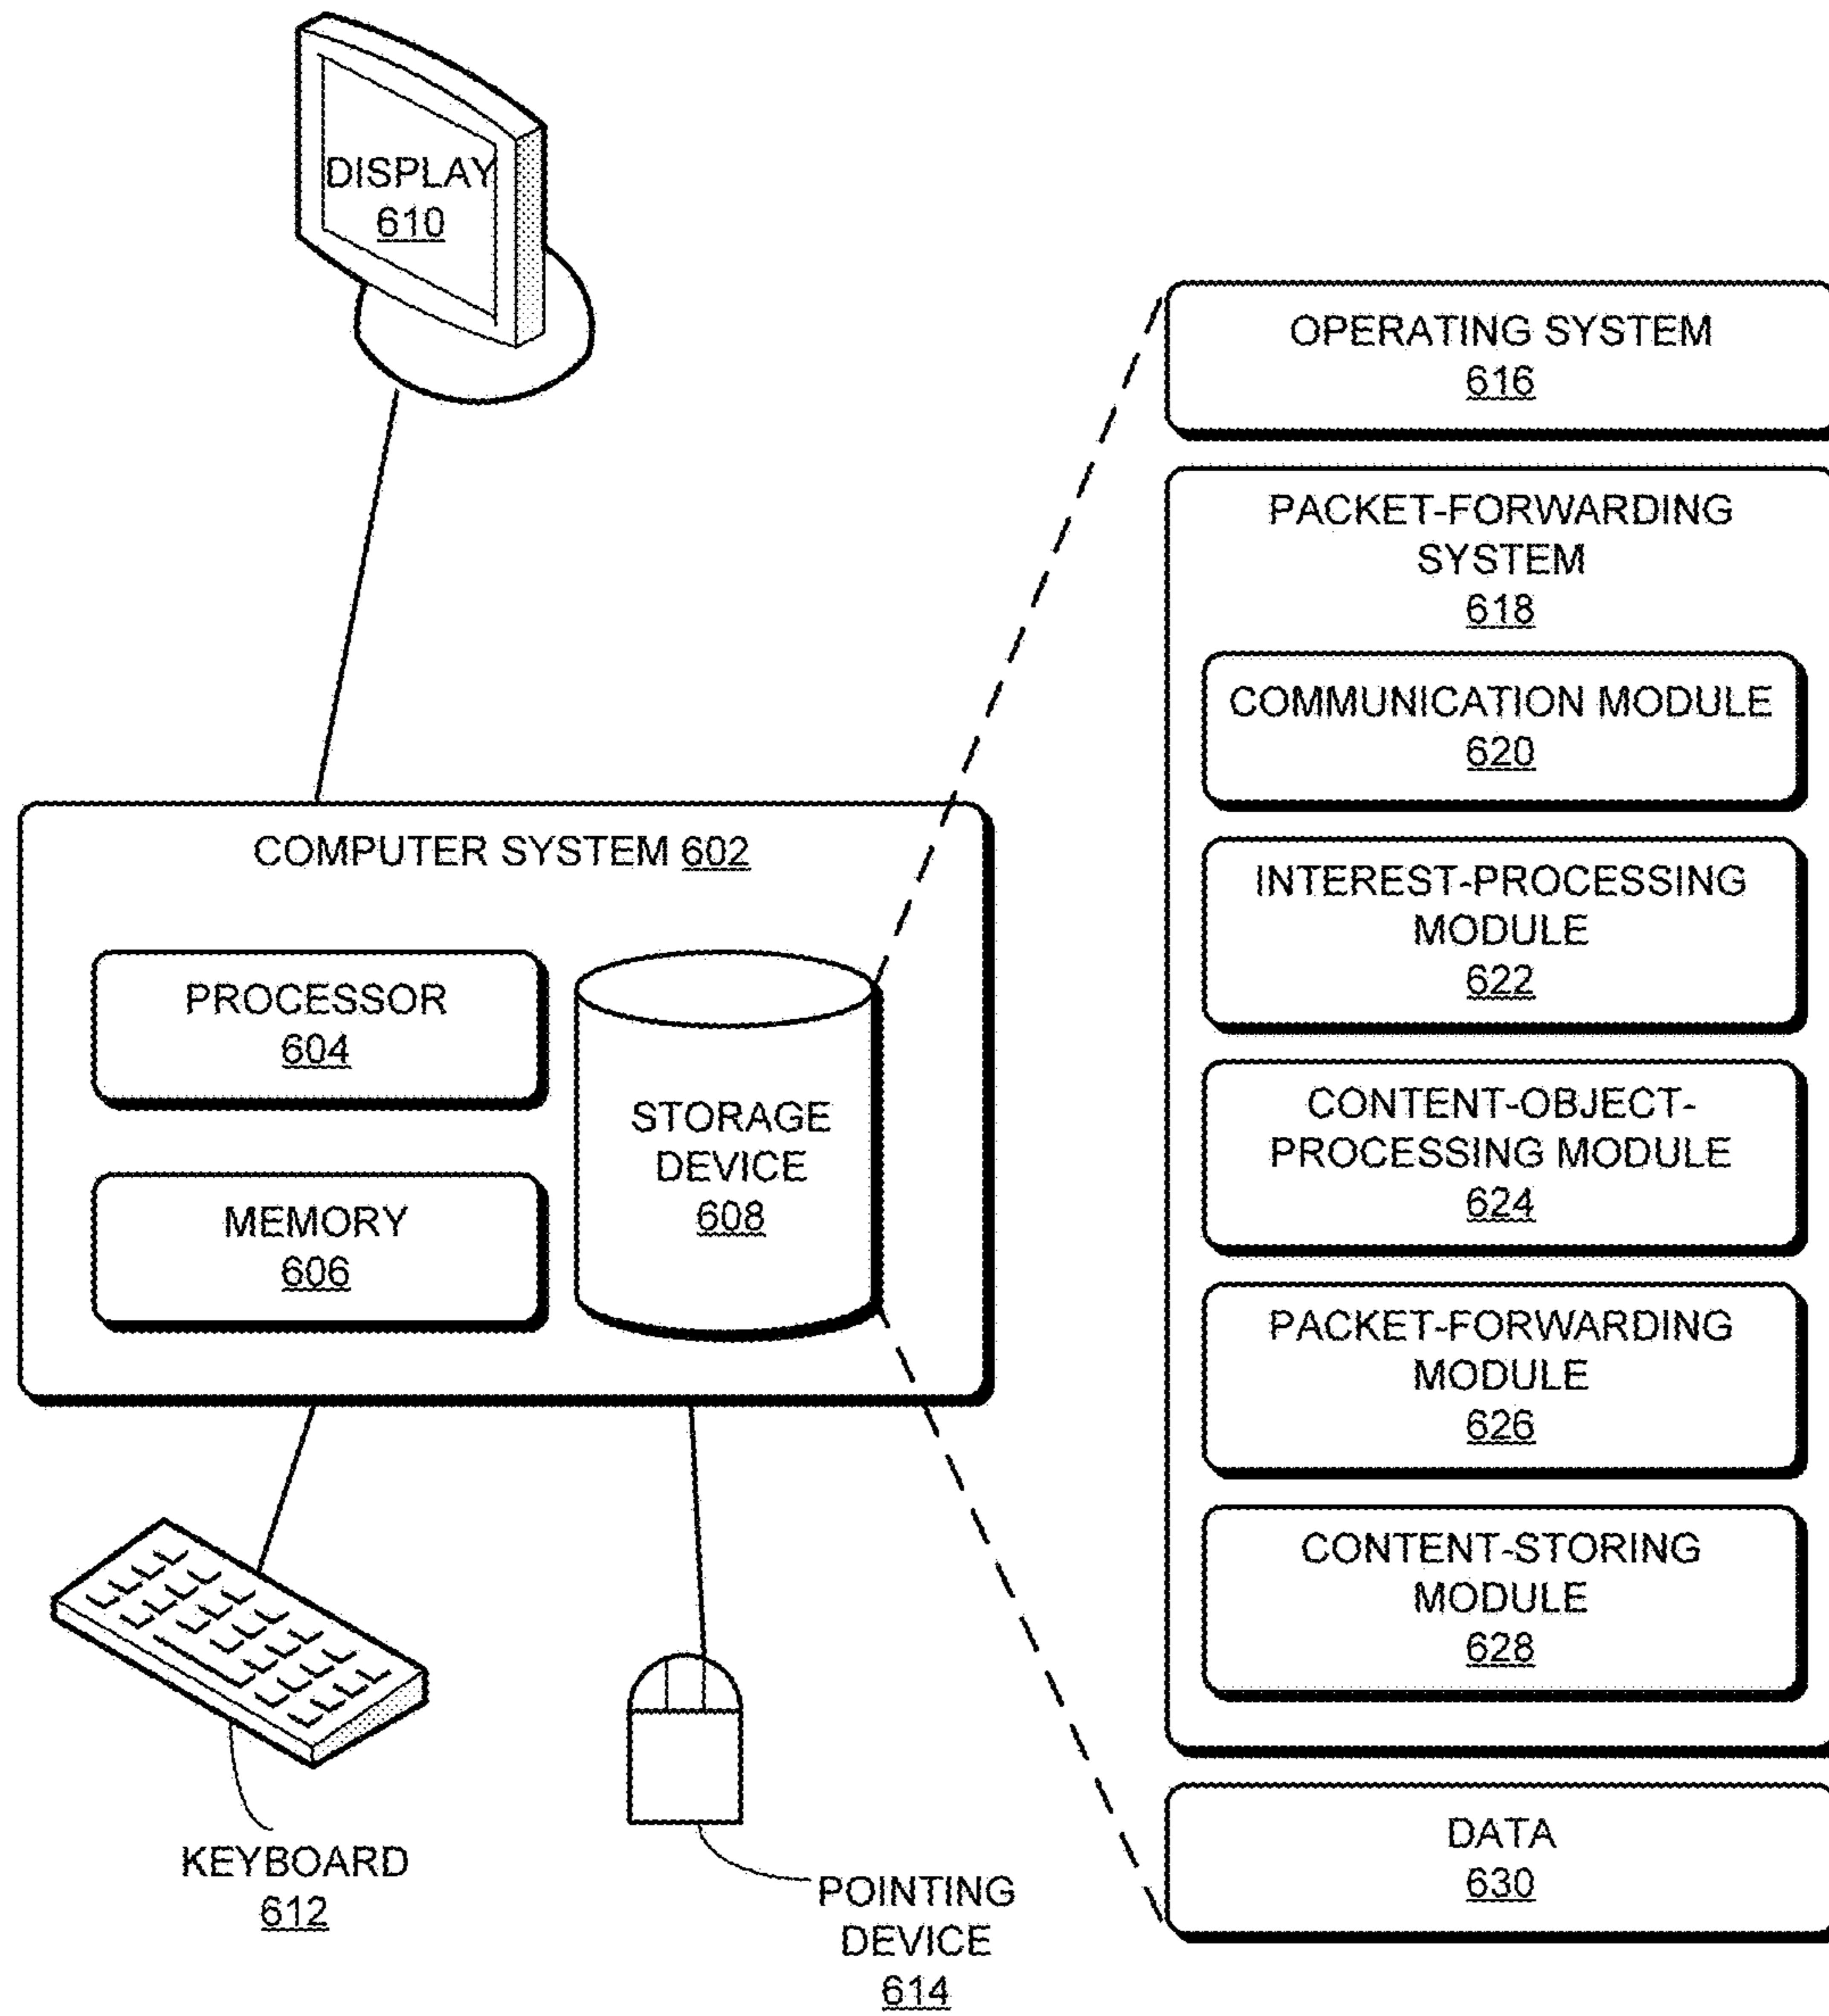 DISPLAY
610
COMPUTER SYSTEM 602
PROCESSOR
604
MEMORY
606
STORAGE
DEVICE
608
KEYBOARD
612
POINTING
DEVICE
614
OPERATING SYSTEM
616
PACKET-FORWARDING
SYSTEM
618
COMMUNICATION MODULE
620
INTEREST-PROCESSING
MODULE
622
CONTENT-OBJECT-
PROCESSING MODULE
624
PACKET-FORWARDING
MODULE
626
CONTENT-STORING
MODULE
628
DATA
630